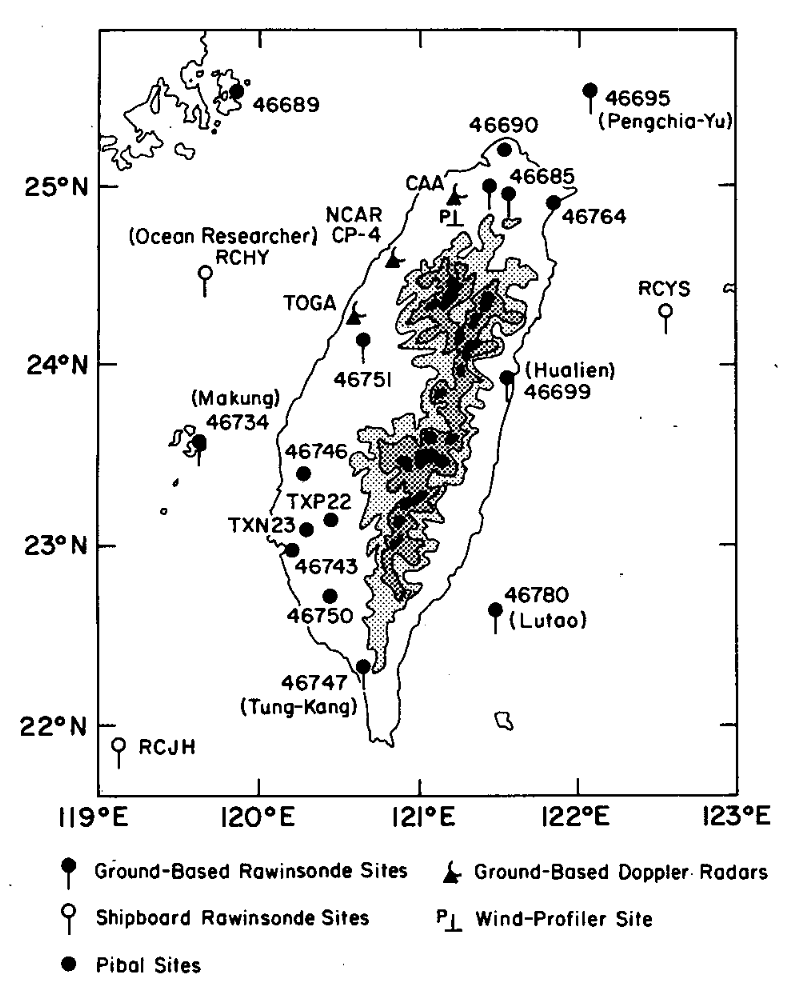 46689
46695
(Pengchia-Yu)
46690
25°N
CAA
46685
P
46764
NCAR
CP-4
(Ocean Researcher)
RCHY
TOGA
RCYS
24°N
46751
(Hualien)
46699
(Makung)
46734
46746
TXP22
TXN23
23°N
46743
46750
46780
(Lutao)
46747
(Tung-Kang)
22°N
RCJH
119°E 120°E 121°E 122°E 123°E
Ground-Based Rawinsonde Sites
Ground-Based Doppler Radars
Shipboard Rawinsonde Sites
P Wind-Profiler Site
Pibal Sites